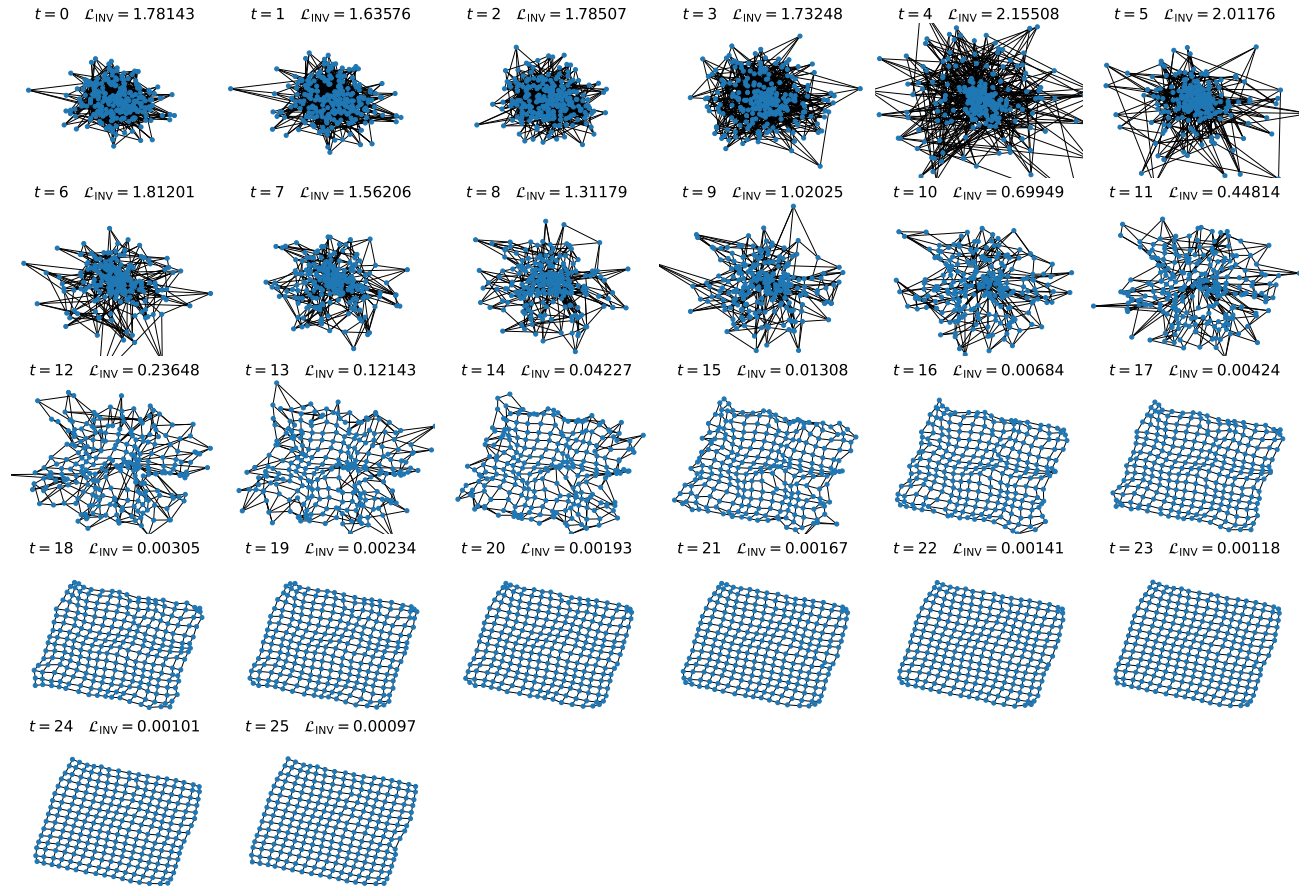 t = 0 ℒ_INV = 1.78143 t = 1 ℒ_INV = 1.63576 t = 2 ℒ_INV = 1.78507 t = 3 ℒ_INV = 1.73248 t = 4 ℒ_INV = 2.15508 t = 5 ℒ_INV = 2.01176
t = 6 ℒ_INV = 1.81201 t = 7 ℒ_INV = 1.56206 t = 8 ℒ_INV = 1.31179 t = 9 ℒ_INV = 1.02025 t = 10 ℒ_INV = 0.69949 t = 11 ℒ_INV = 0.44814
t = 12 ℒ_INV = 0.23648 t = 13 ℒ_INV = 0.12143 t = 14 ℒ_INV = 0.04227 t = 15 ℒ_INV = 0.01308 t = 16 ℒ_INV = 0.00684 t = 17 ℒ_INV = 0.00424
t = 18 ℒ_INV = 0.00305 t = 19 ℒ_INV = 0.00234 t = 20 ℒ_INV = 0.00193 t = 21 ℒ_INV = 0.00167 t = 22 ℒ_INV = 0.00141 t = 23 ℒ_INV = 0.00118
t = 24 ℒ_INV = 0.00101 t = 25 ℒ_INV = 0.00097